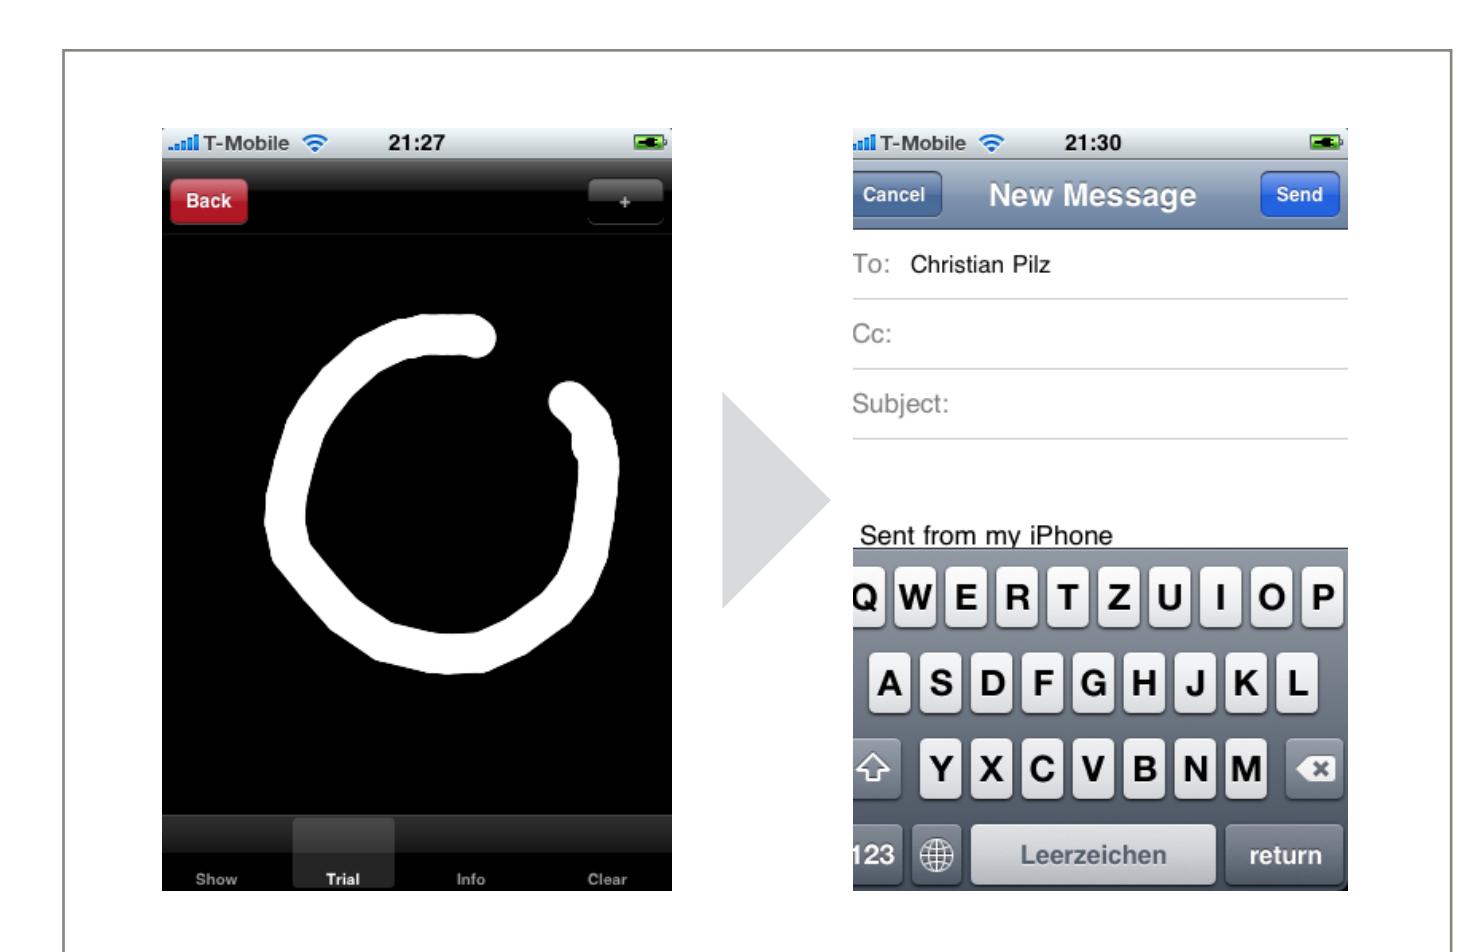 T-Mobile 21:27
Back +
Show Trial Info Clear
T-Mobile 21:30
Cancel New Message Send
To: Christian Pilz
Cc:
Subject:
Sent from my iPhone
Q W E R T Z U I O P
A S D F G H J K L
Y X C V B N M
123 Leerzeichen return